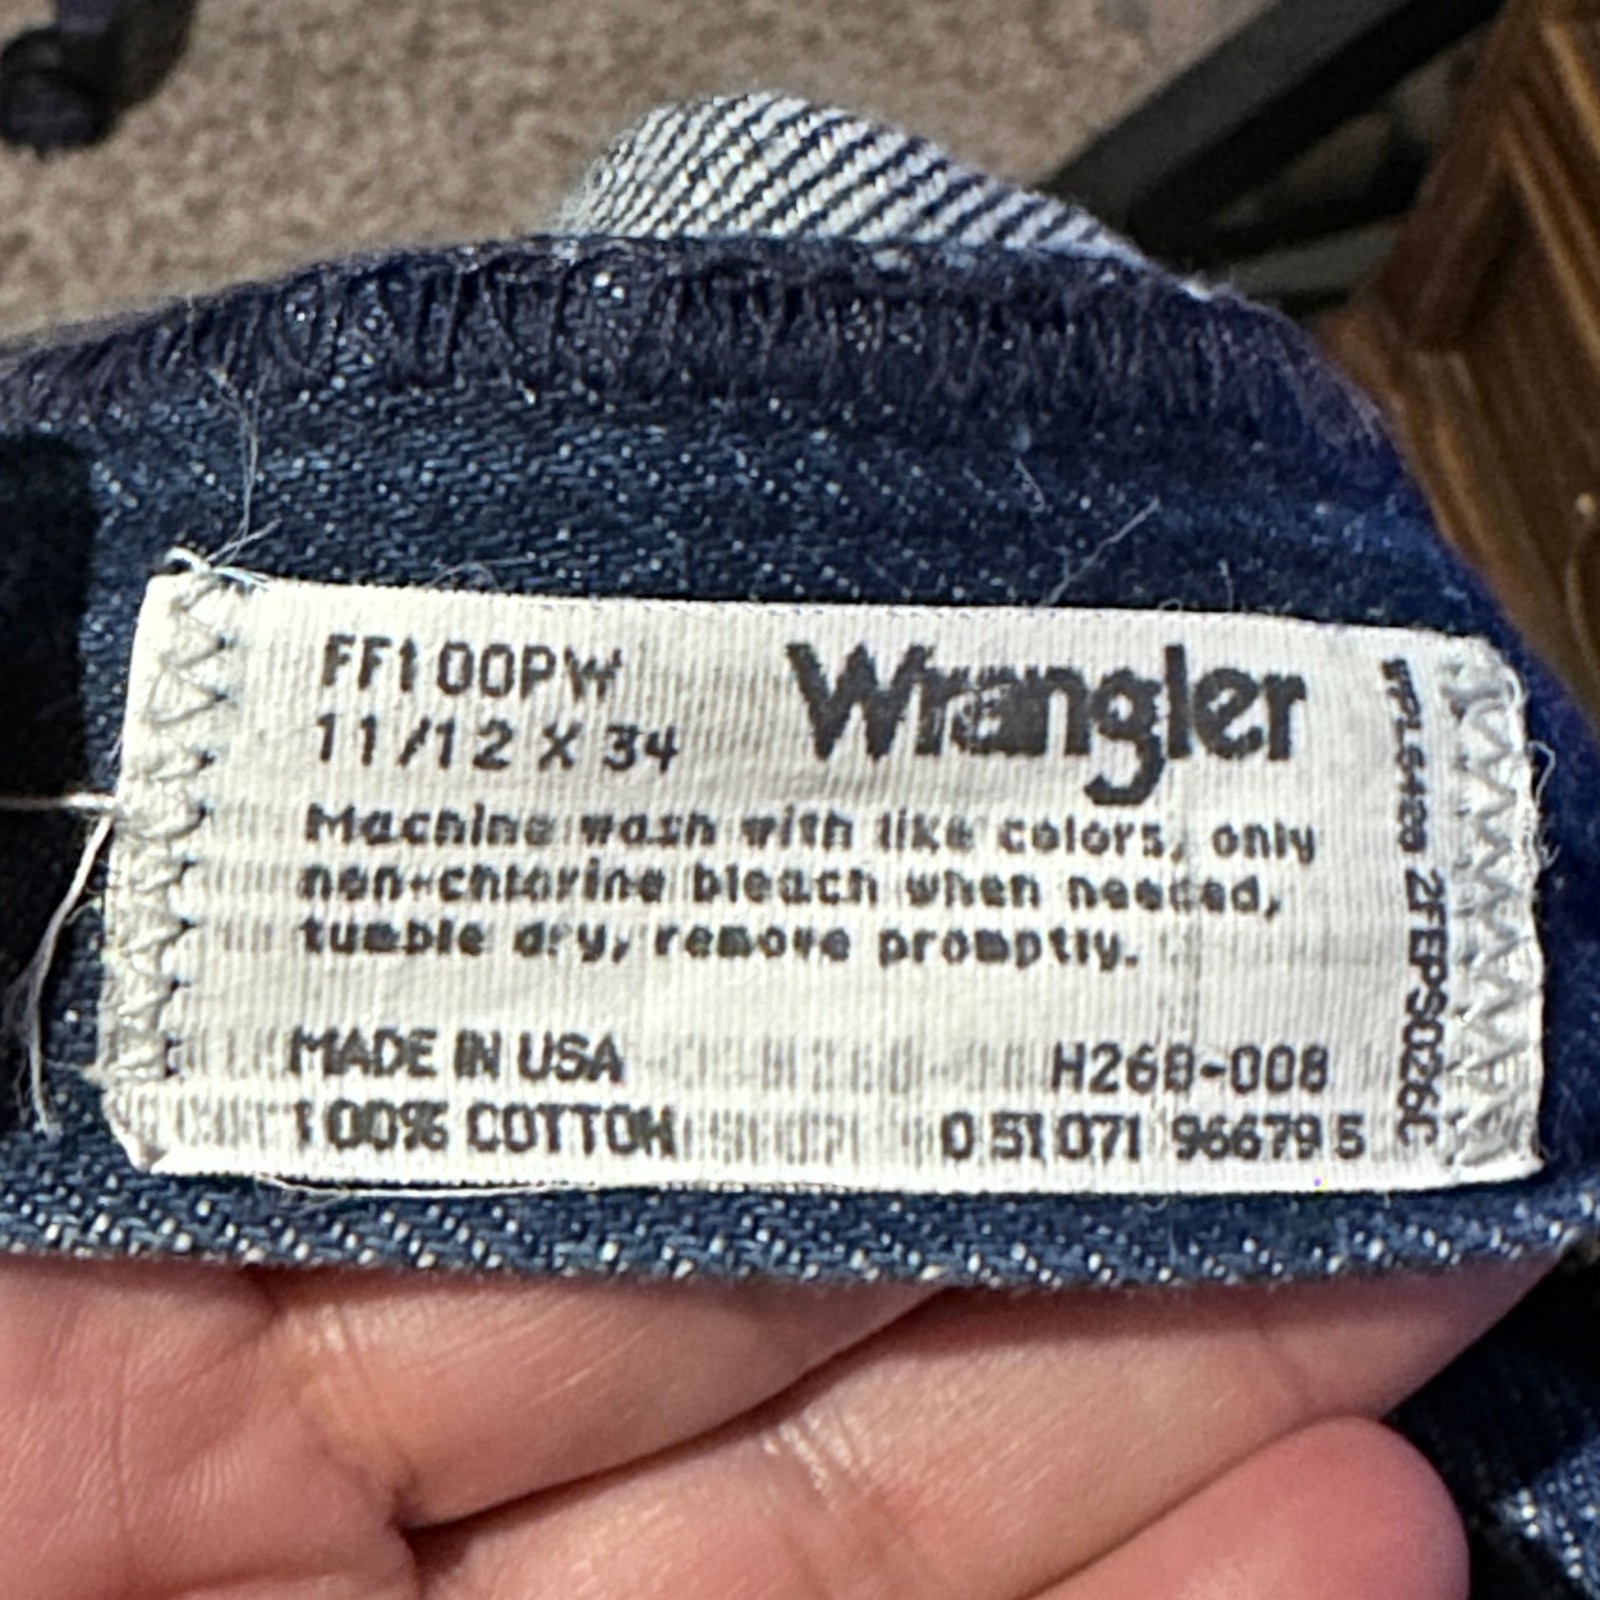 FF100PW
11/12 X 34
Wrangler
Machine wash with like colors, only
non-chlorine bleach when needed,
tumble dry, remove promptly.
MADE IN USA
100% COTTON
H268-008
0 51071 96679 5
2FEPS026C